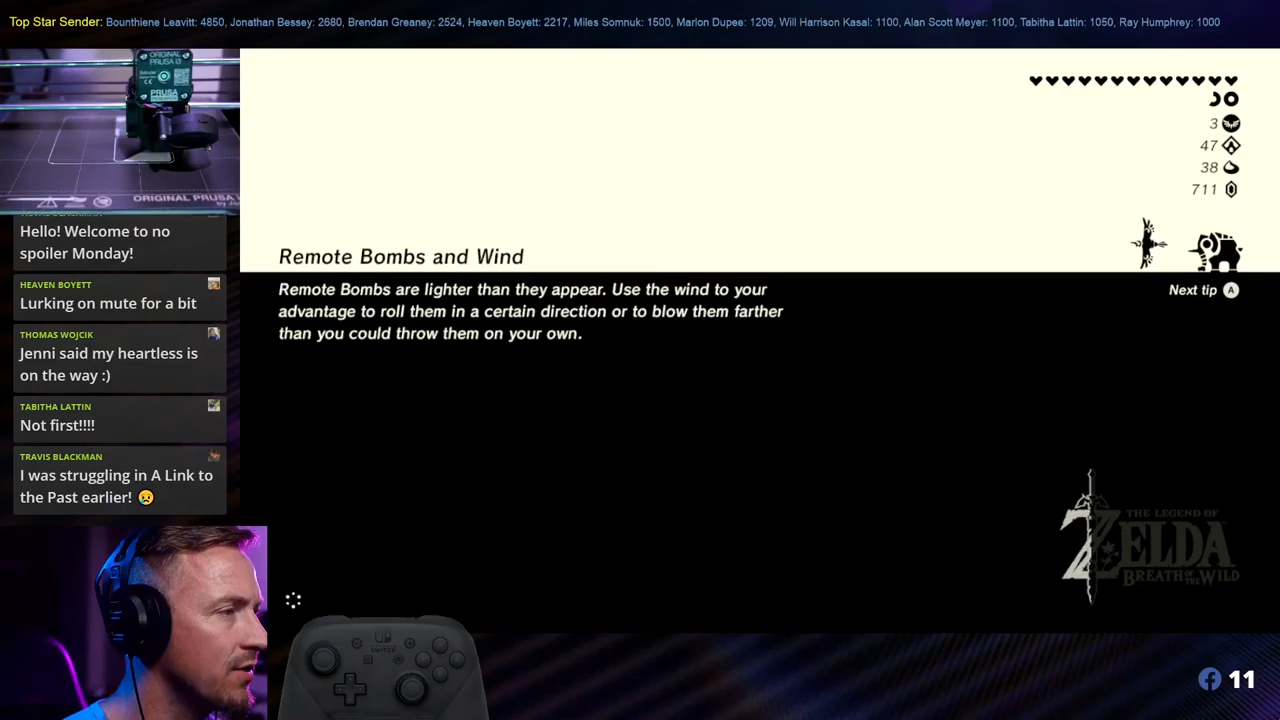 Top Star Sender: Bounthiene Leavitt: 4850, Jonathan Bessey: 2680, Brendan Greaney: 2524, Heaven Boyett: 2217, Miles Somnuk: 1500, Marlon Dupee: 1209, Will Harrison Kasal: 1100, Alan Scott Meyer: 1100, Tabitha Lattin: 1050, Ray Humphrey: 1000
ORIGINAL PRUSA i3
PRUSA
ORIGINAL PRUSA
3
47
38
711
Hello! Welcome to no
spoiler Monday!
HEAVEN BOYETT
Lurking on mute for a bit
THOMAS WOJCIK
Jenni said my heartless is
on the way :)
TABITHA LATTIN
Not first!!!!
TRAVIS BLACKMAN
I was struggling in A Link to
the Past earlier! 😢
Remote Bombs and Wind
Remote Bombs are lighter than they appear. Use the wind to your
advantage to roll them in a certain direction or to blow them farther
than you could throw them on your own.
Next tip A
THE LEGEND OF
ZELDA
BREATH OF THE WILD
SWITCH
11